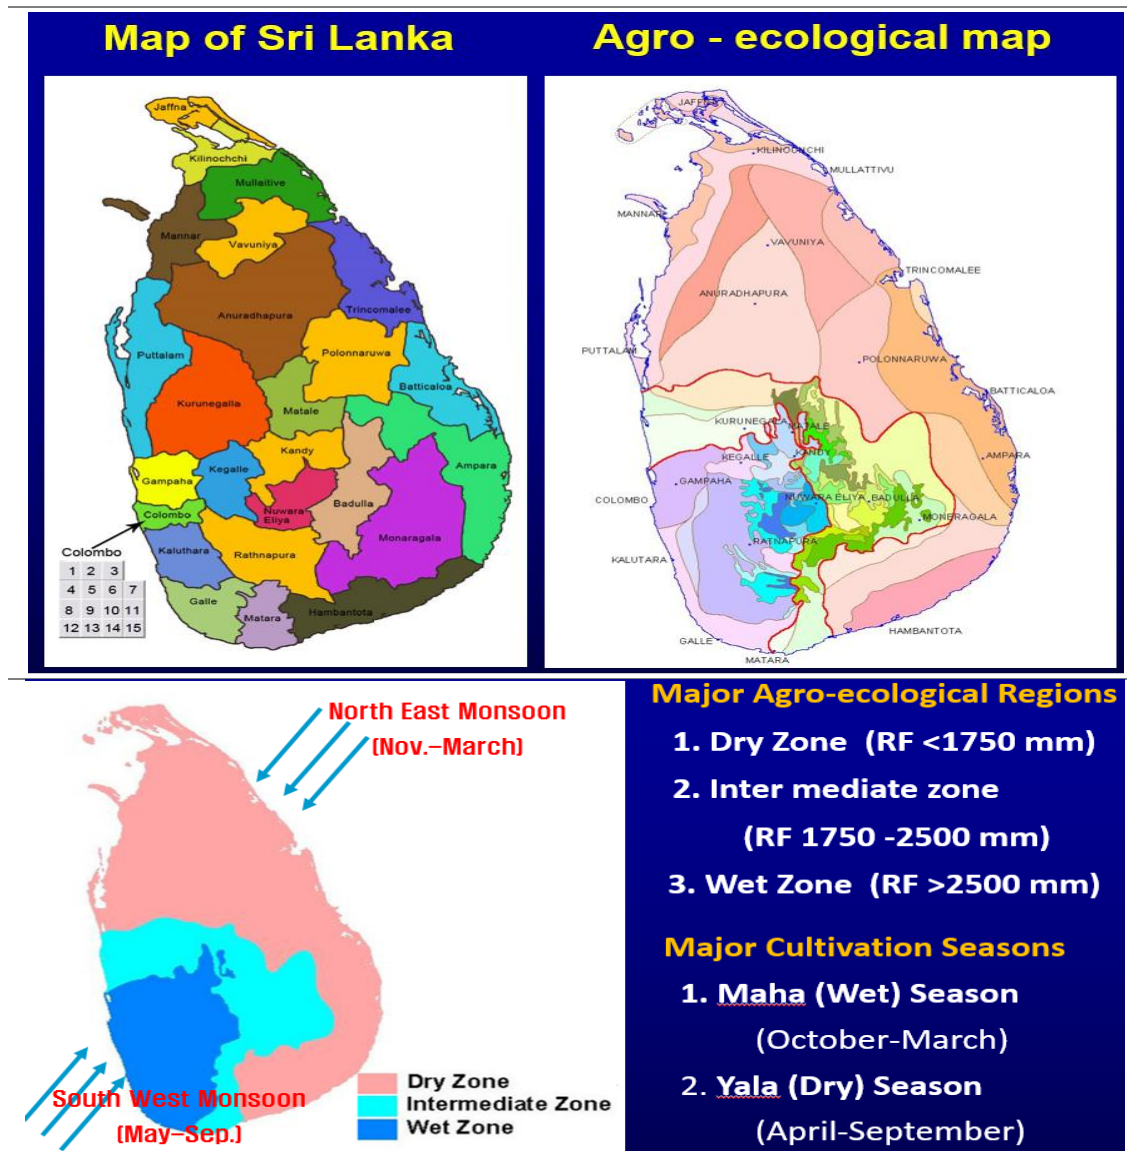 Map of Sri Lanka
Jaffna
Kilinochchi
Mullaitive
Mannar
Vavuniya
Anuradhapura
Trincomalee
Puttalam
Polonnaruwa
Batticaloa
Kurunegalla
Matale
Kandy
Ampara
Gampaha
Kegalle
Nuwara
Eliya
Badulla
Colombo
Monaragala
Colombo
Kaluthara
Rathnapura
1 2 3
4 5 6 7
8 9 10 11
12 13 14 15
Galle
Matara
Hambantota
Agro - ecological map
JAFFNA
KILINOCHCHI
MULLATTIVU
MANNAR
VAVUNIYA
TRINCOMALEE
ANURADHAPURA
PUTTALAM
POLONNARUWA
BATTICALOA
KURUNEGALA
MATALE
KEGALLE
KANDY
AMPARA
GAMPAHA
COLOMBO
NUWARA ELIYA
BADULLA
MONERAGALA
RATNAPURA
KALUTARA
HAMBANTOTA
GALLE
MATARA
North East Monsoon
(Nov.–March)
South West Monsoon
(May–Sep.)
Dry Zone
Intermediate Zone
Wet Zone
Major Agro-ecological Regions
1. Dry Zone (RF <1750 mm)
2. Inter mediate zone
(RF 1750 -2500 mm)
3. Wet Zone (RF >2500 mm)
Major Cultivation Seasons
1. Maha (Wet) Season
(October-March)
2. Yala (Dry) Season
(April-September)